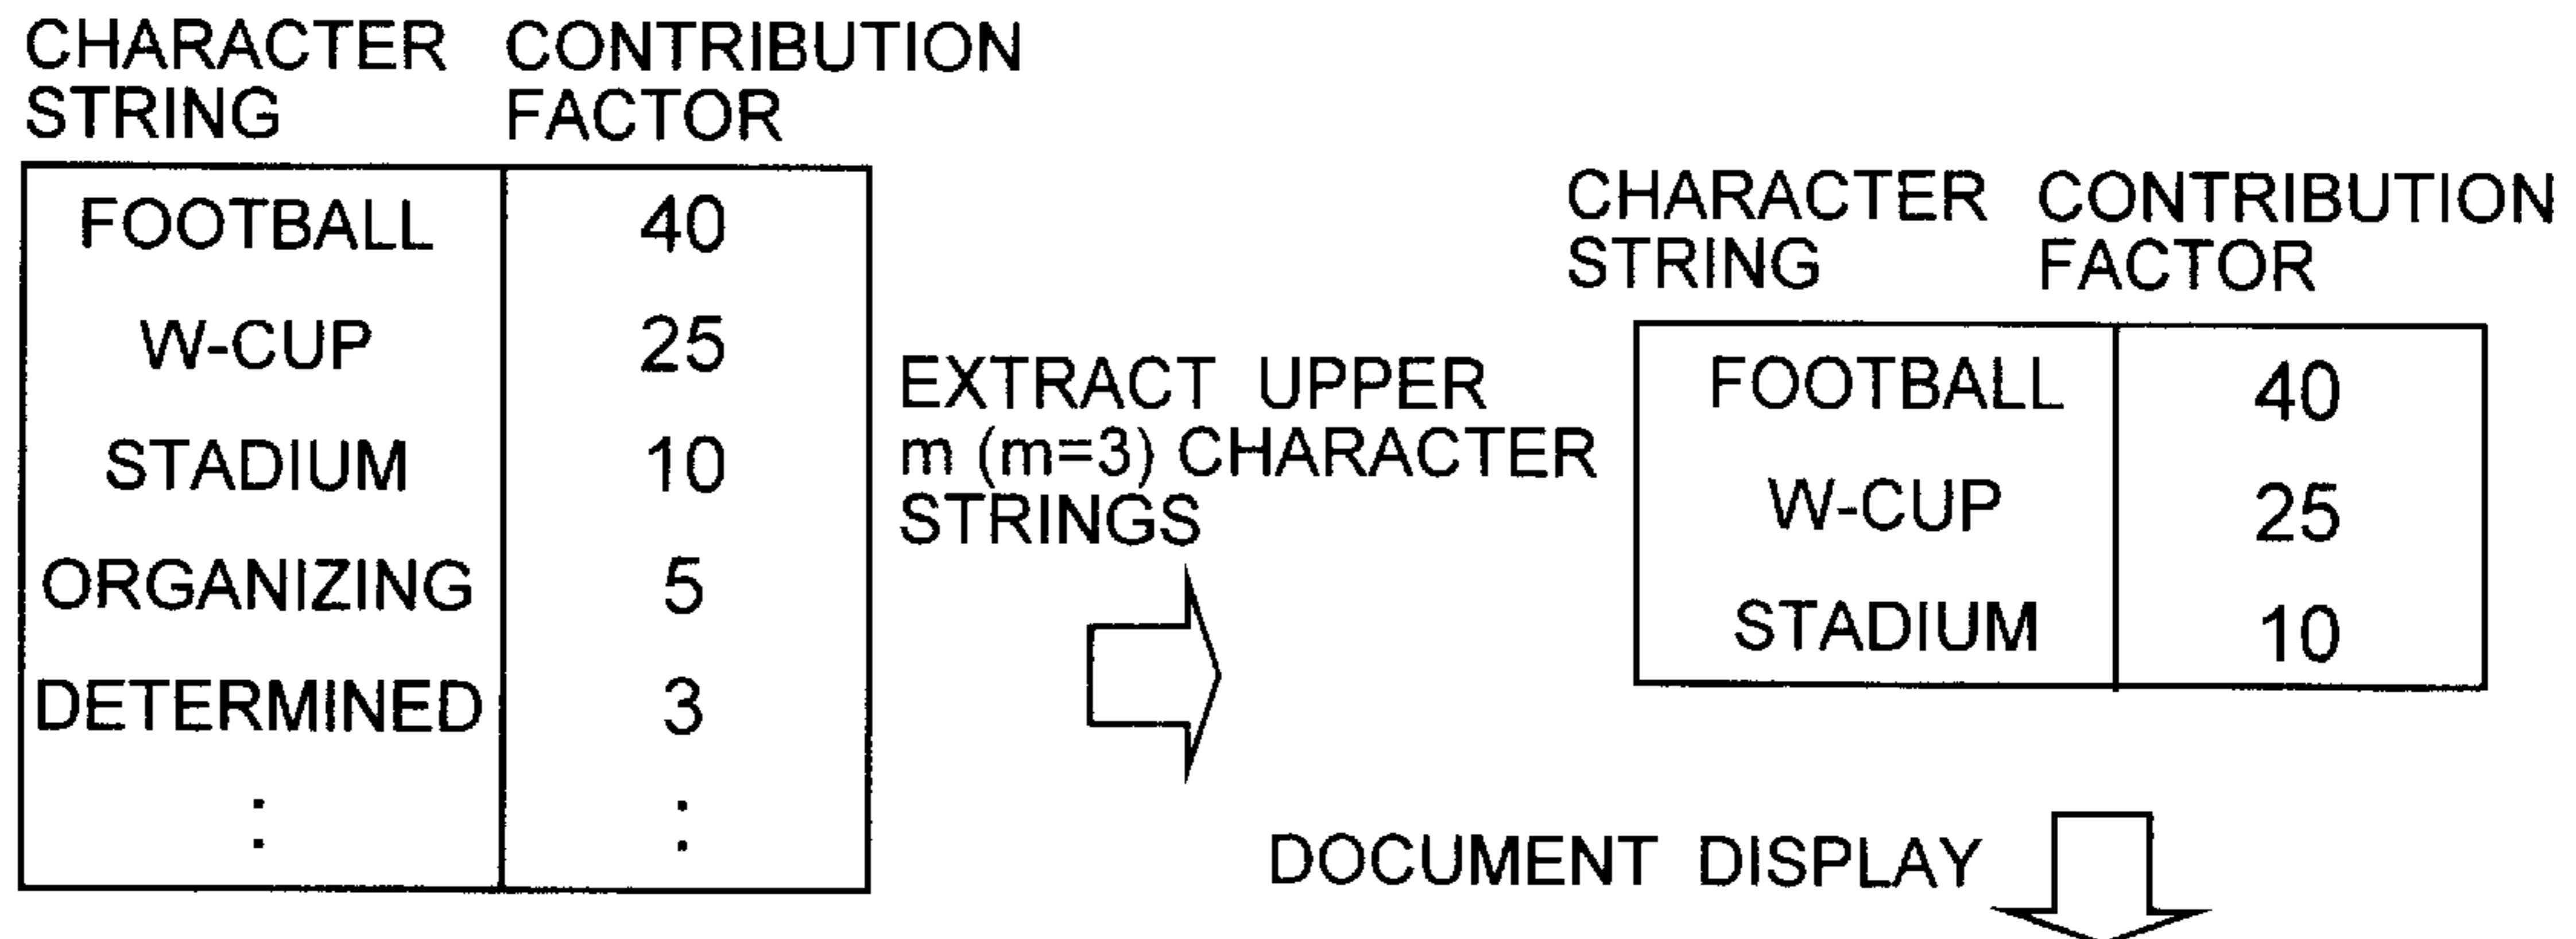 CHARACTER STRING CONTRIBUTION FACTOR
FOOTBALL 40
W-CUP 25
STADIUM 10
ORGANIZING 5
DETERMINED 3
: :
EXTRACT UPPER
m (m=3) CHARACTER
STRINGS
CHARACTER STRING CONTRIBUTION FACTOR
FOOTBALL 40
W-CUP 25
STADIUM 10
DOCUMENT DISPLAY